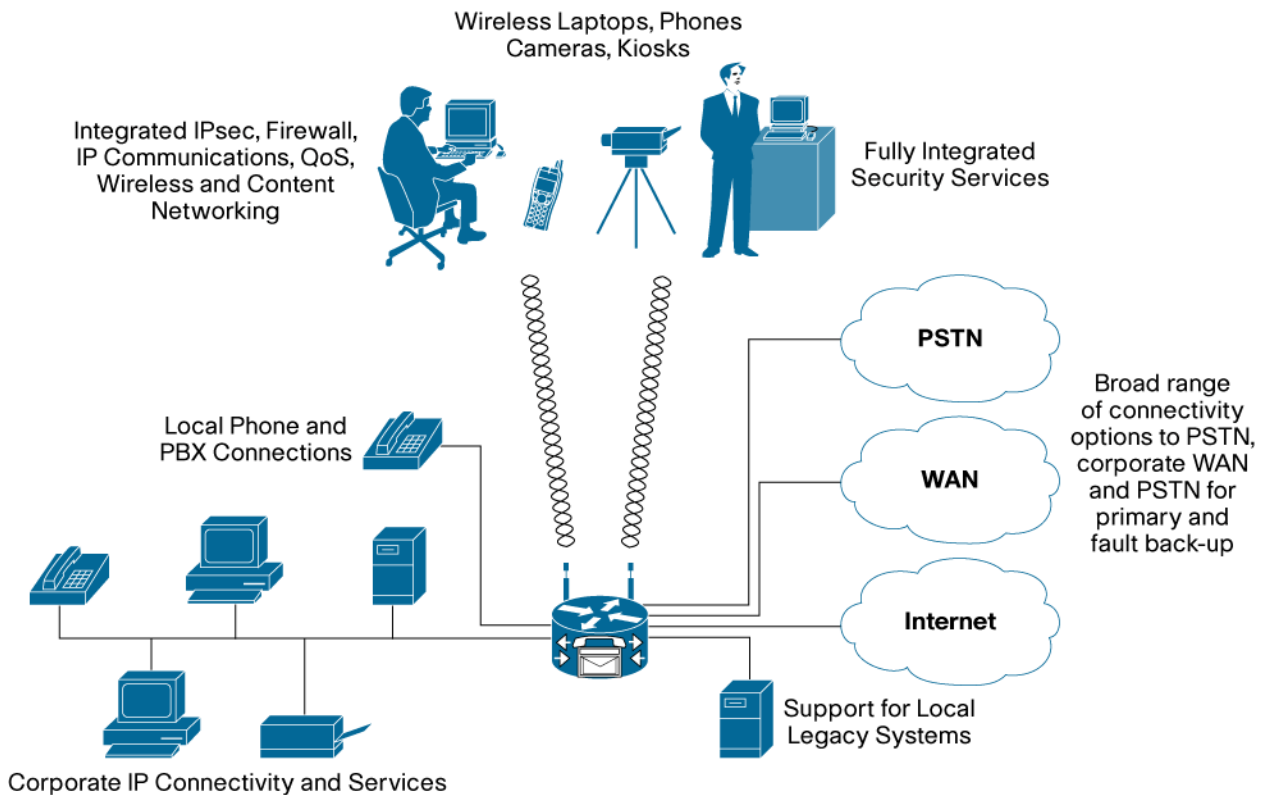 Wireless Laptops, Phones
Cameras, Kiosks
Integrated IPsec, Firewall,
IP Communications, QoS,
Wireless and Content
Networking
Fully Integrated
Security Services
PSTN
Broad range
of connectivity
options to PSTN,
corporate WAN
and PSTN for
primary and
fault back-up
Local Phone and
PBX Connections
WAN
Internet
Support for Local
Legacy Systems
Corporate IP Connectivity and Services